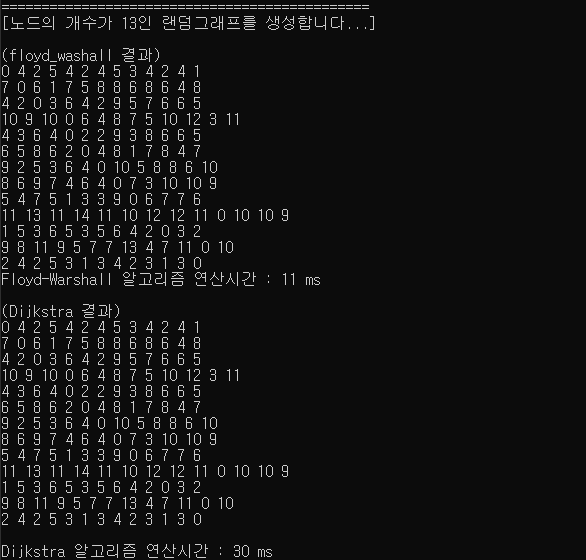 ================================================
[노드의 개수가 13인 랜덤그래프를 생성합니다...]
(floyd_washall 결과)
0 4 2 5 4 2 4 5 3 4 2 4 1
7 0 6 1 7 5 8 8 6 8 6 4 8
4 2 0 3 6 4 2 9 5 7 6 6 5
10 9 10 0 6 4 8 7 5 10 12 3 11
4 3 6 4 0 2 2 9 3 8 6 6 5
6 5 8 6 2 0 4 8 1 7 8 4 7
9 2 5 3 6 4 0 10 5 8 8 6 10
8 6 9 7 4 6 4 0 7 3 10 10 9
5 4 7 5 1 3 3 9 0 6 7 7 6
11 13 11 14 11 10 12 12 11 0 10 10 9
1 5 3 6 5 3 5 6 4 2 0 3 2
9 8 11 9 5 7 7 13 4 7 11 0 10
2 4 2 5 3 1 3 4 2 3 1 3 0
Floyd-Warshall 알고리즘 연산시간 : 11 ms
(Dijkstra 결과)
0 4 2 5 4 2 4 5 3 4 2 4 1
7 0 6 1 7 5 8 8 6 8 6 4 8
4 2 0 3 6 4 2 9 5 7 6 6 5
10 9 10 0 6 4 8 7 5 10 12 3 11
4 3 6 4 0 2 2 9 3 8 6 6 5
6 5 8 6 2 0 4 8 1 7 8 4 7
9 2 5 3 6 4 0 10 5 8 8 6 10
8 6 9 7 4 6 4 0 7 3 10 10 9
5 4 7 5 1 3 3 9 0 6 7 7 6
11 13 11 14 11 10 12 12 11 0 10 10 9
1 5 3 6 5 3 5 6 4 2 0 3 2
9 8 11 9 5 7 7 13 4 7 11 0 10
2 4 2 5 3 1 3 4 2 3 1 3 0
Dijkstra 알고리즘 연산시간 : 30 ms